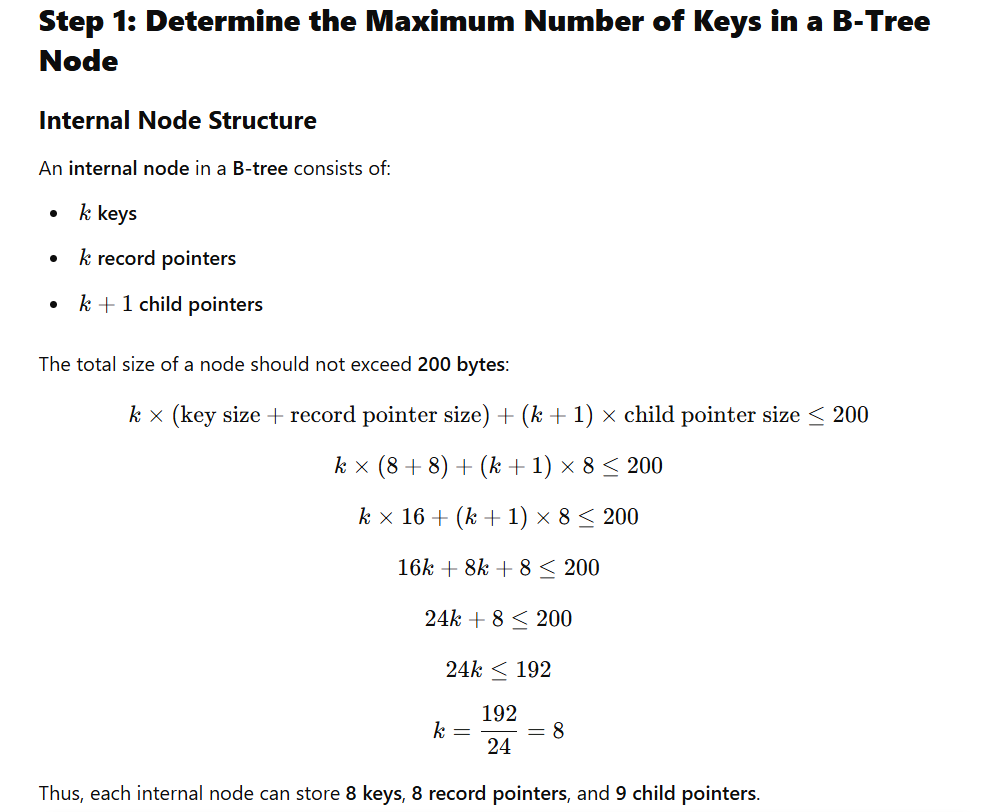 Step 1: Determine the Maximum Number of Keys in a B-Tree
Node
Internal Node Structure
An internal node in a B-tree consists of:
• k keys
• k record pointers
• k + 1 child pointers
The total size of a node should not exceed 200 bytes:
k × (key size + record pointer size) + (k + 1) × child pointer size ≤ 200
k × (8 + 8) + (k + 1) × 8 ≤ 200
k × 16 + (k + 1) × 8 ≤ 200
16k + 8k + 8 ≤ 200
24k + 8 ≤ 200
24k ≤ 192
k = 192/24 = 8
Thus, each internal node can store 8 keys, 8 record pointers, and 9 child pointers.